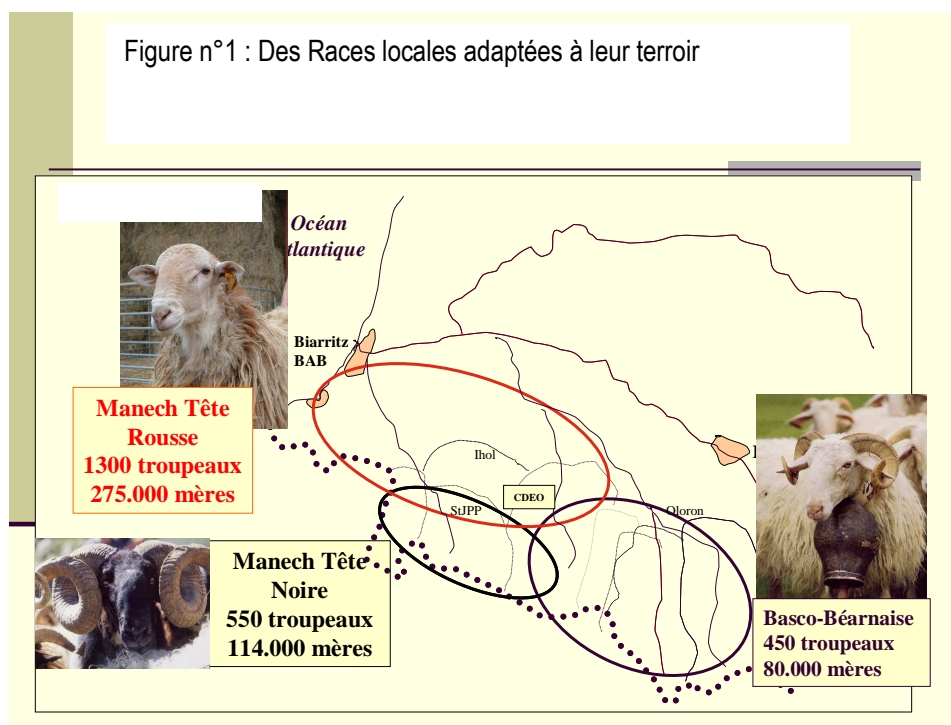 Figure n°1 : Des Races locales adaptées à leur terroir
Océan
tlantique
Biarritz
BAB
Manech Tête
Rousse
1300 troupeaux
275.000 mères
Ihol
CDEO
StJPP
Oloron
Manech Tête
Noire
550 troupeaux
114.000 mères
Basco-Béarnaise
450 troupeaux
80.000 mères